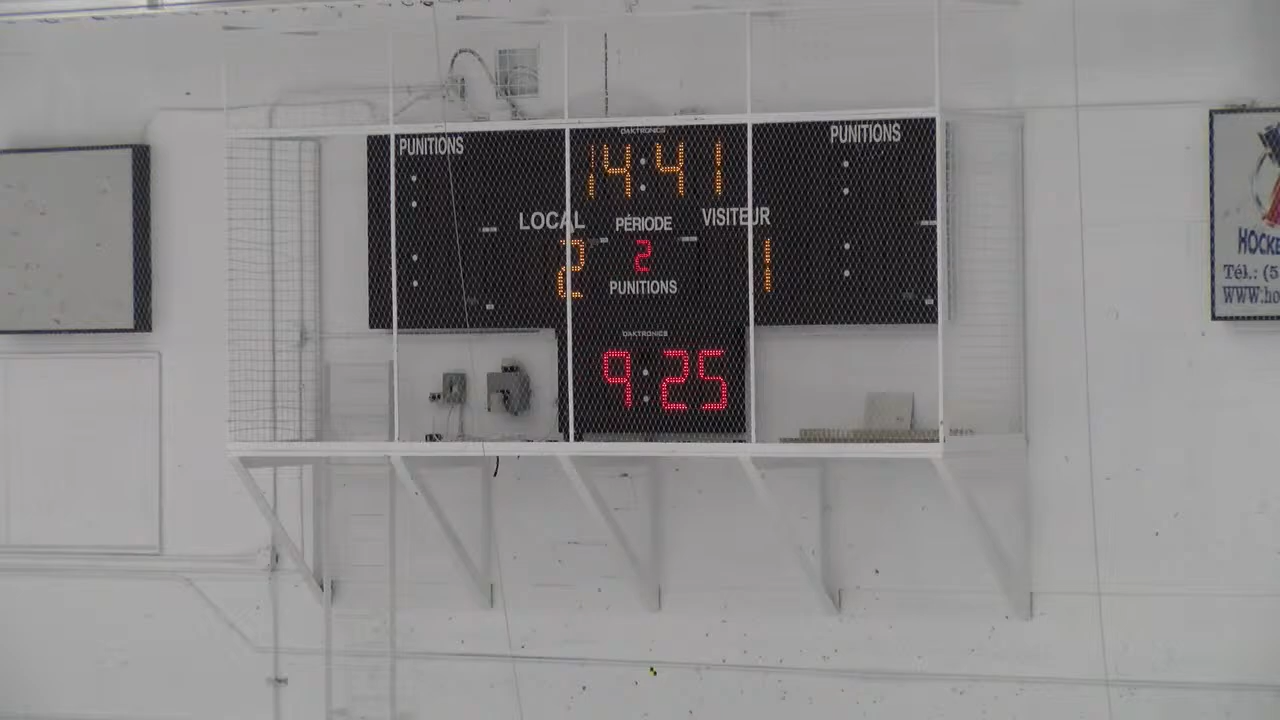 DAKTRONICS
PUNITIONS 14:41 PUNITIONS
LOCAL PÉRIODE VISITEUR
2 2 1
PUNITIONS
DAKTRONICS
9:25
HOCKE
Tél.: (5
WWW.ho